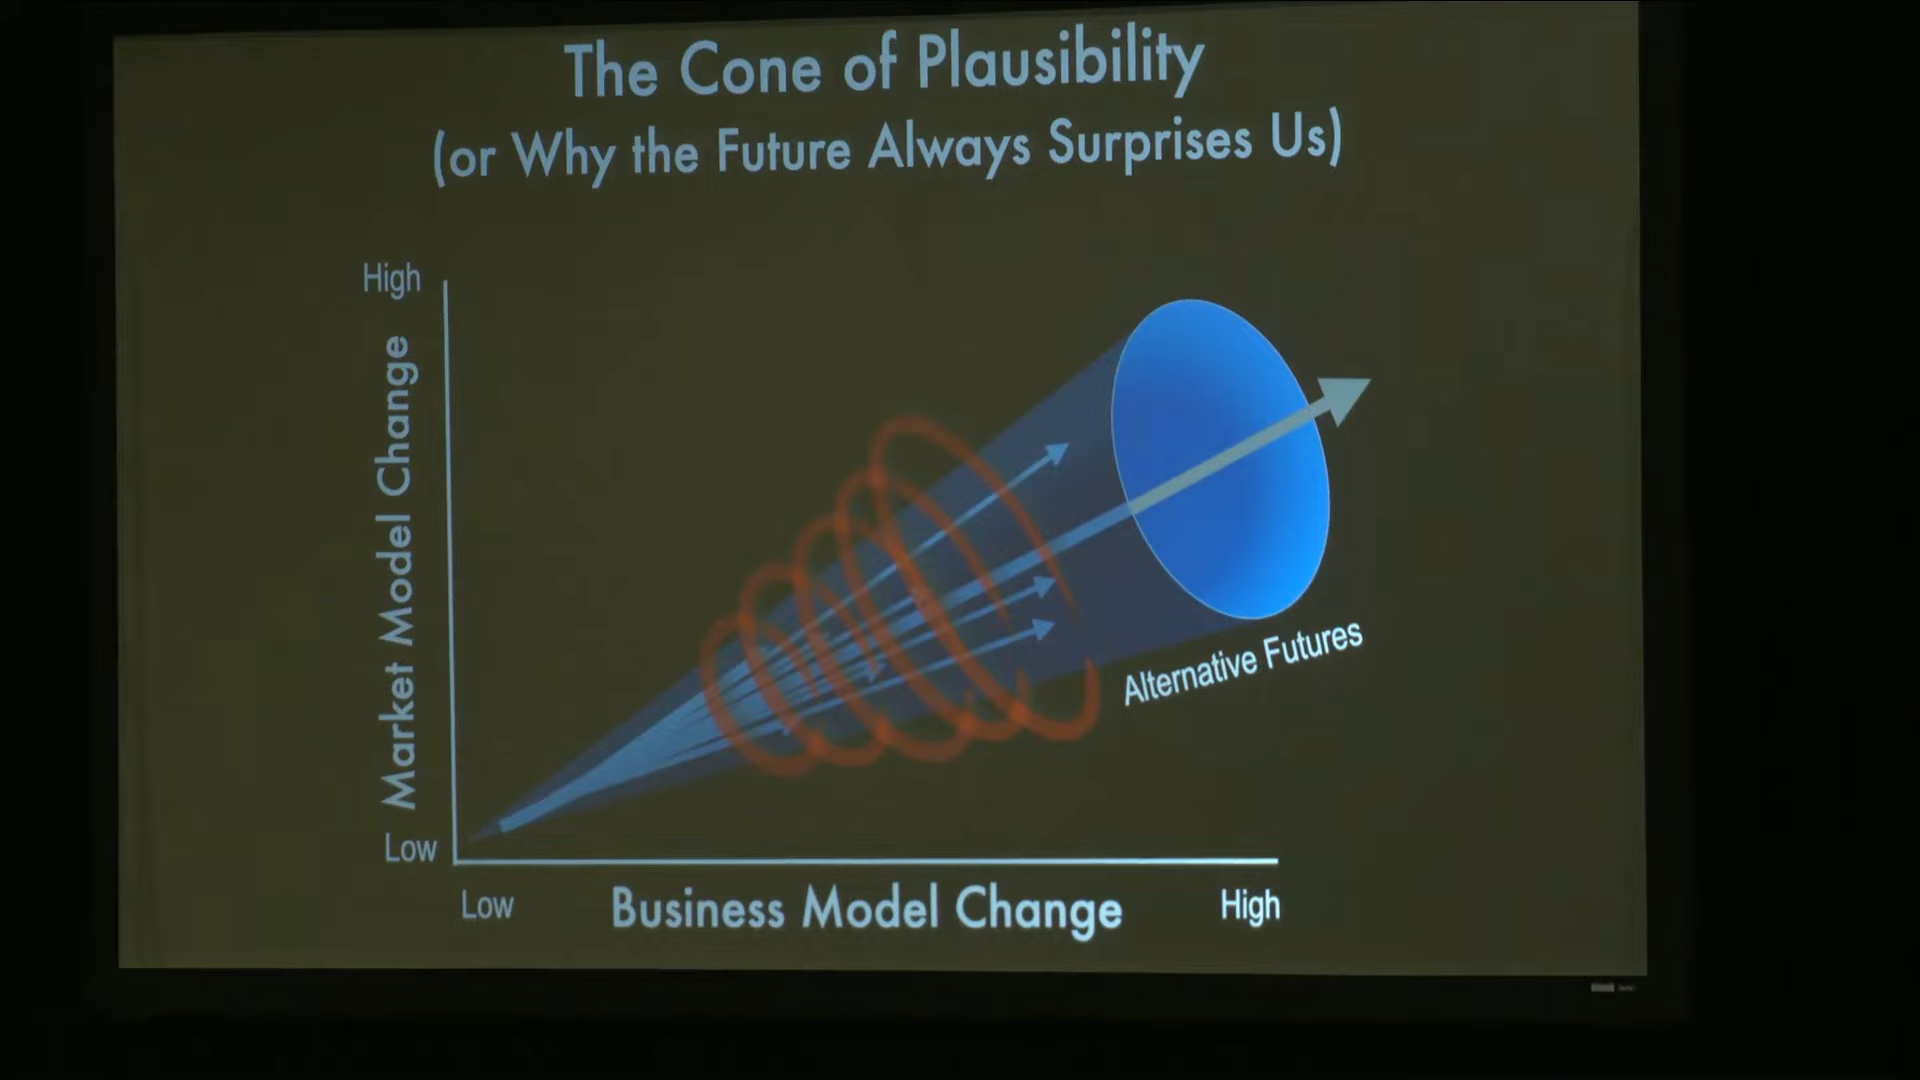 The Cone of Plausibility
(or Why the Future Always Surprises Us)
High
Market Model Change
Low
Alternative Futures
Low
Business Model Change
High